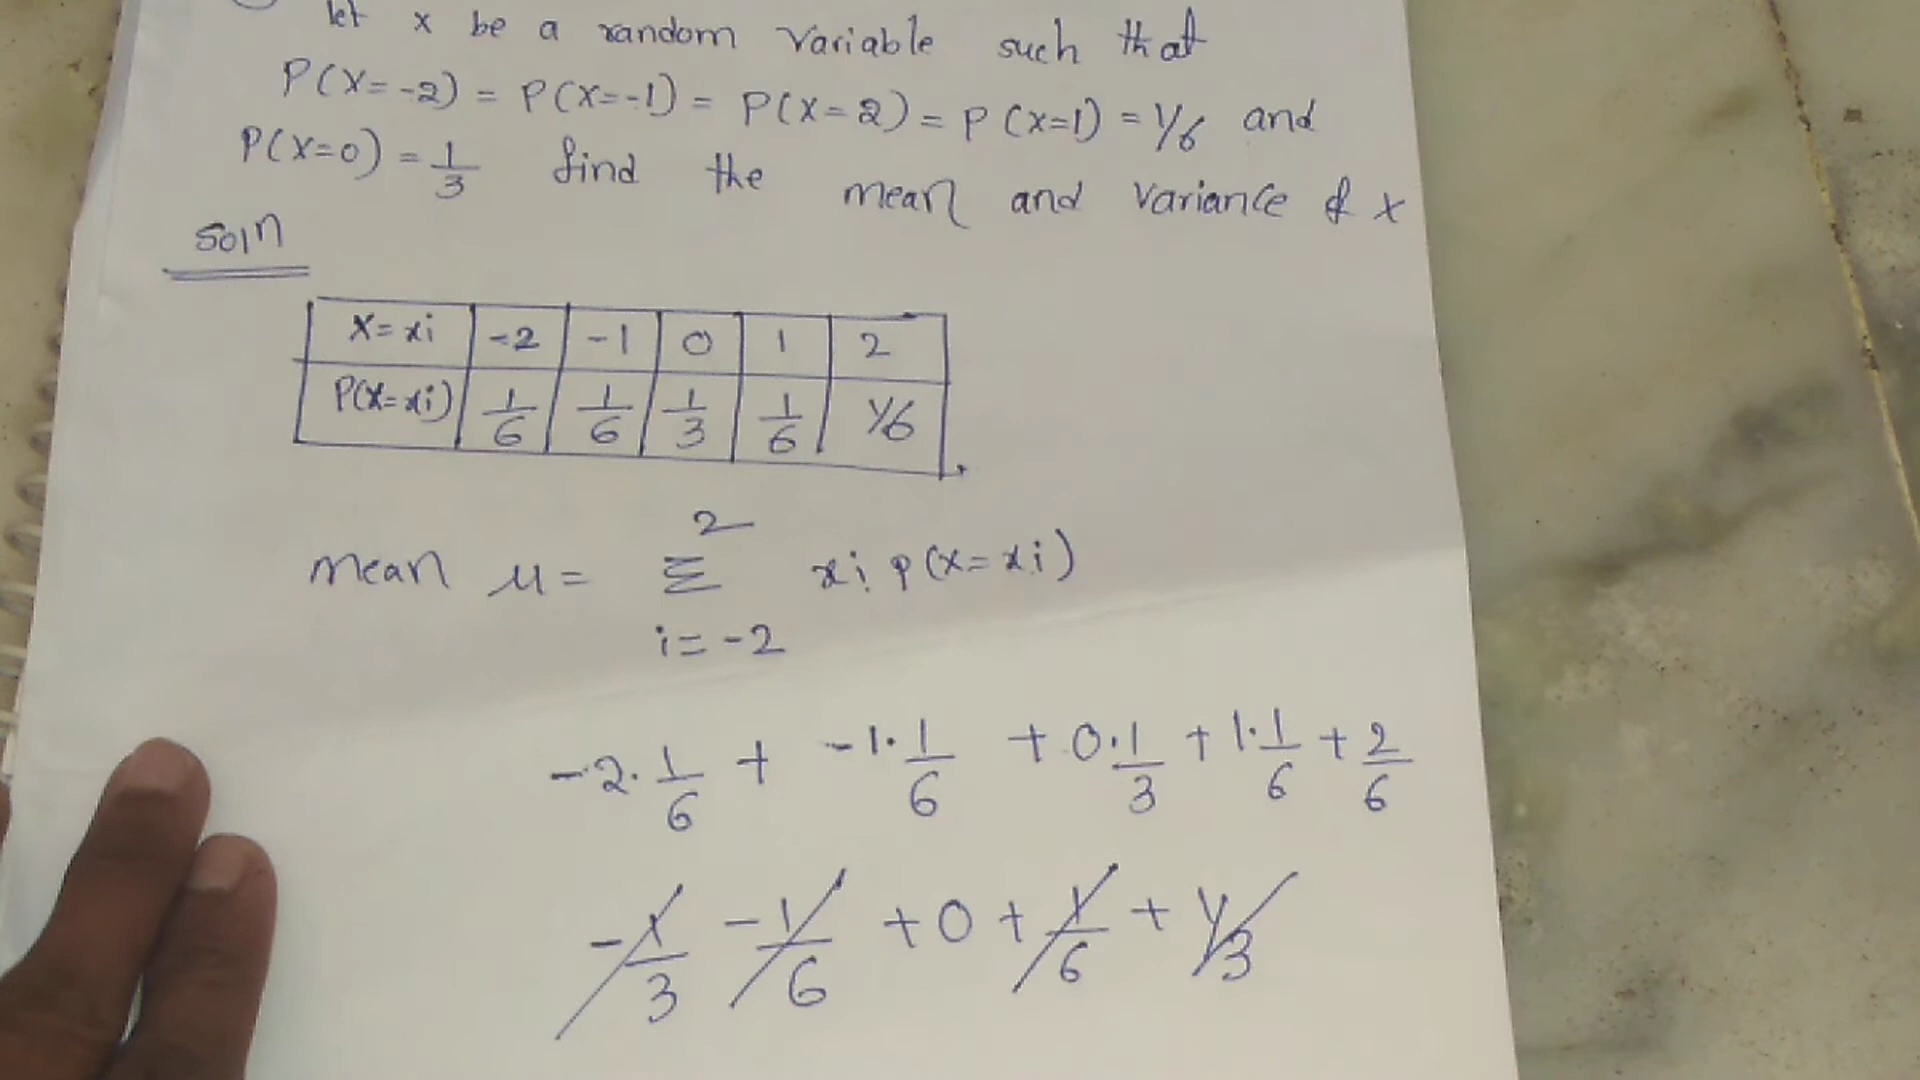 let x be a random variable such that
P(X=-2) = P(X=-1) = P(X=2) = P(X=1) = 1/6 and
P(X=0) = 1/3 find the mean and variance of x
Soln
X=xi -2 -1 0 1 2
P(X=xi) 1/6 1/6 1/3 1/6 1/6
mean μ = Σ xi P(X=xi)
2
i=-2
-2·1/6 + -1·1/6 + 0·1/3 + 1·1/6 + 2/6
-1/3 -1/6 +0 + 1/6 + 1/3